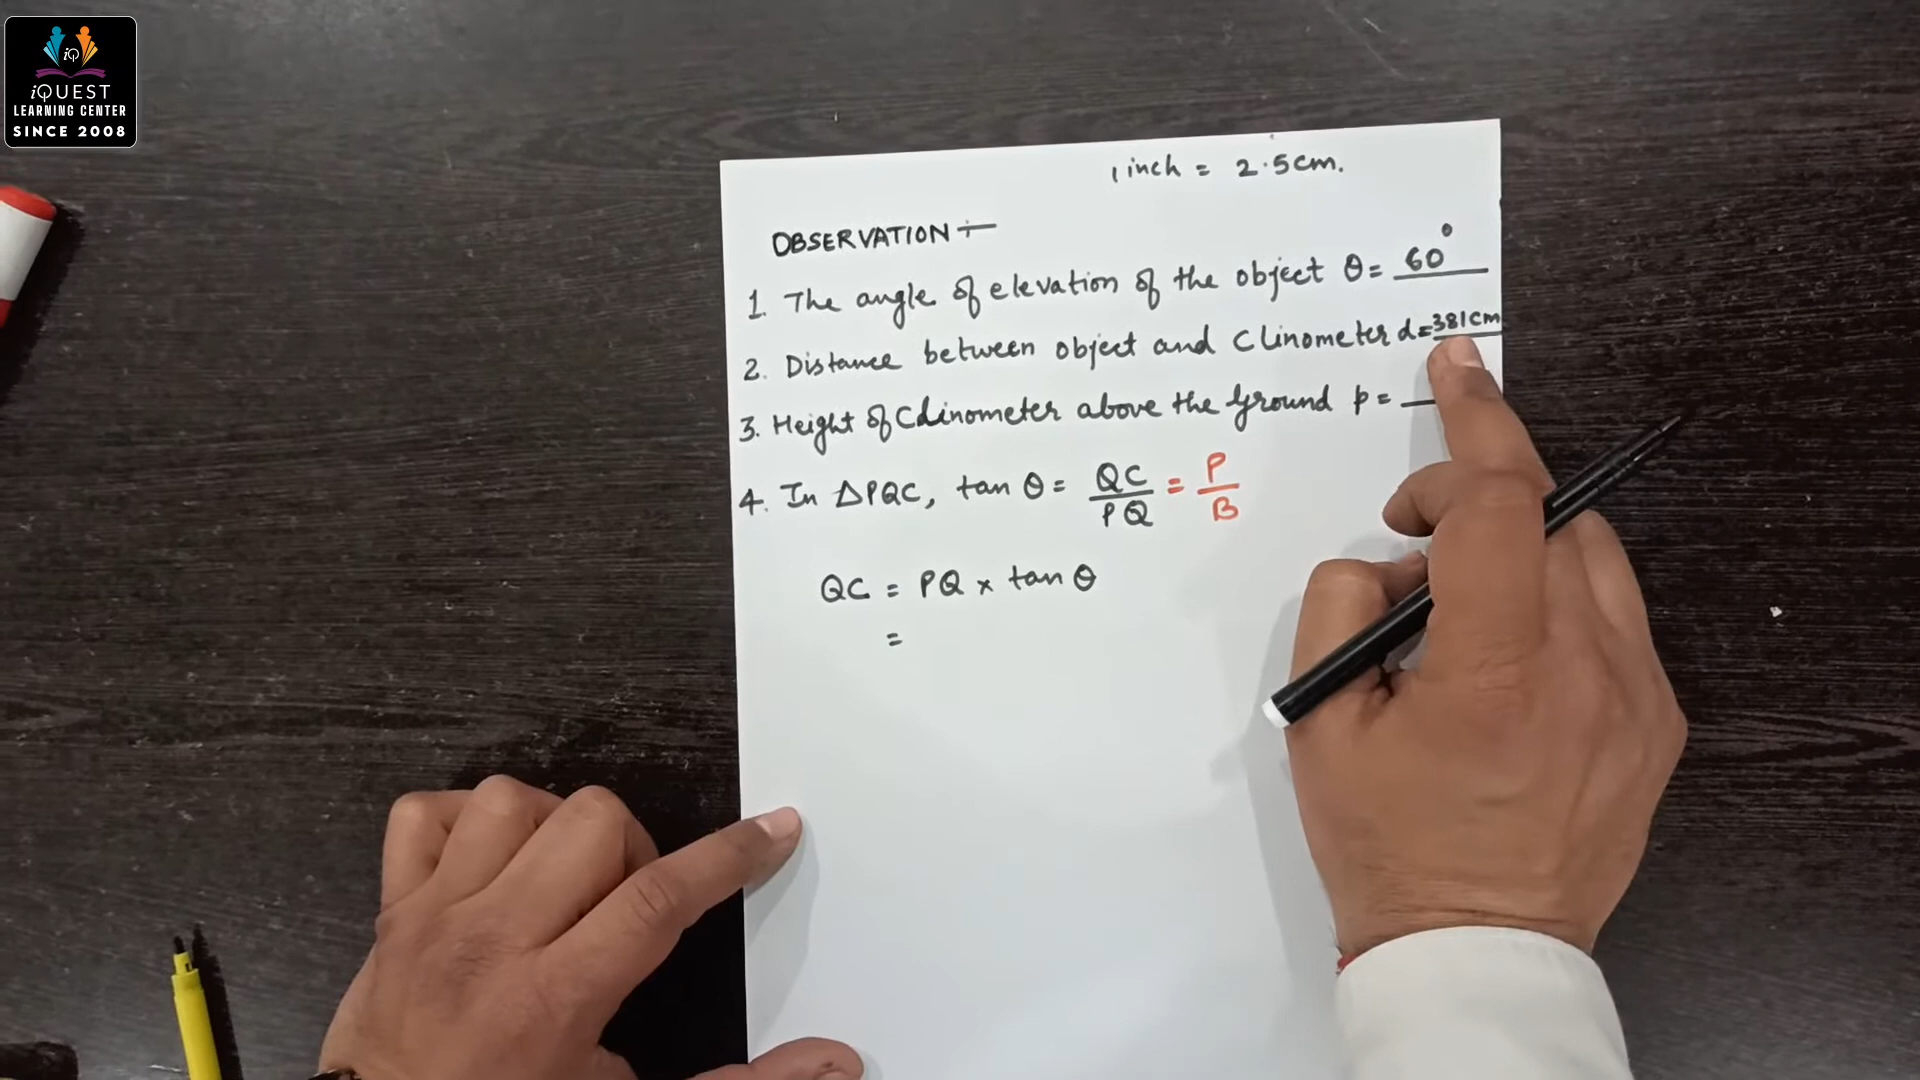 iQ
iQUEST
LEARNING CENTER
SINCE 2008
1 inch = 2.5cm.
OBSERVATION :-
1. The angle of elevation of the object θ = 60°
2. Distance between object and Clinometer d = 381cm
3. Height of Clinometer above the Ground p =
4. In △PQC, tan θ = QC/PQ = P/B
QC = PQ × tan θ
=